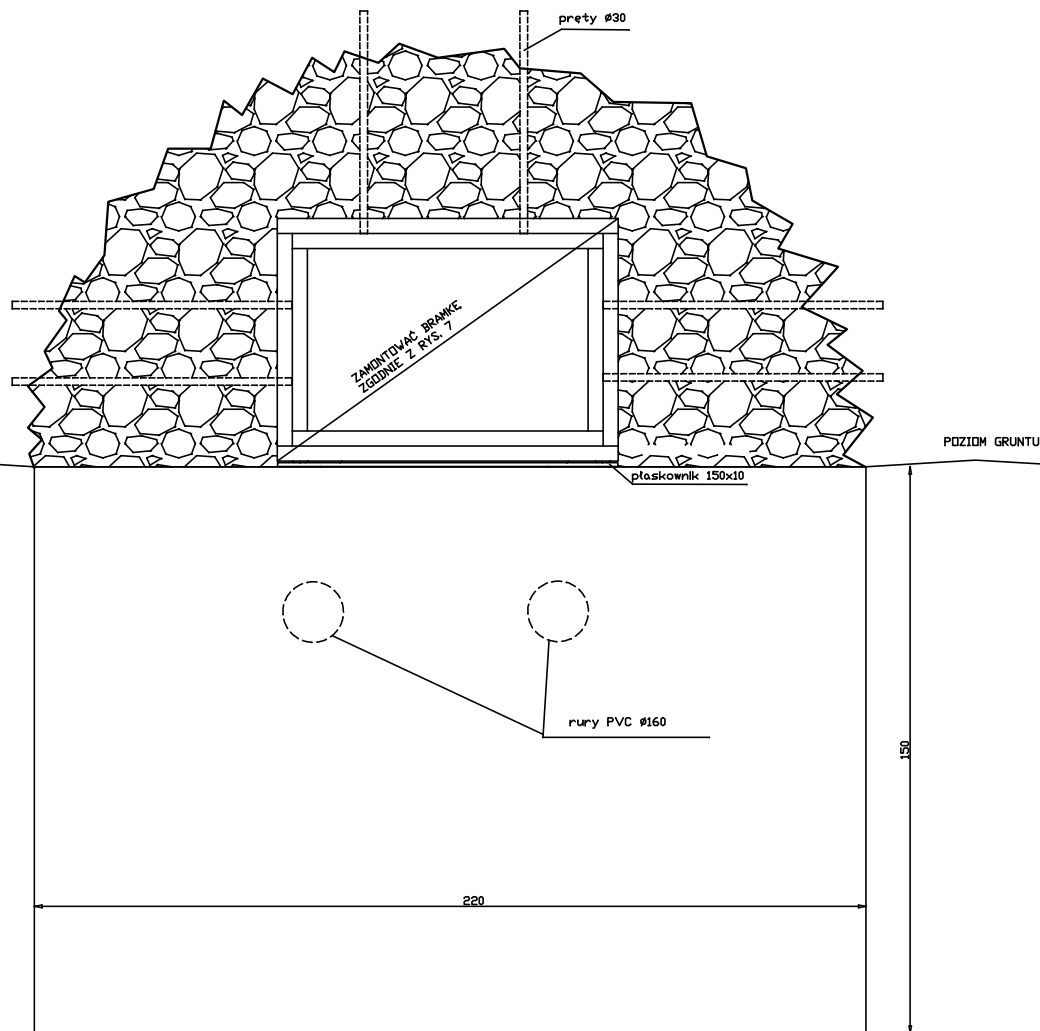 pręty ø30
ZAMONTOWAĆ BRAMKĘ
ZGODNIE Z RYS. 7
POZIOM GRUNTU
płaskownik 150x10
rury PVC ø160
150
220